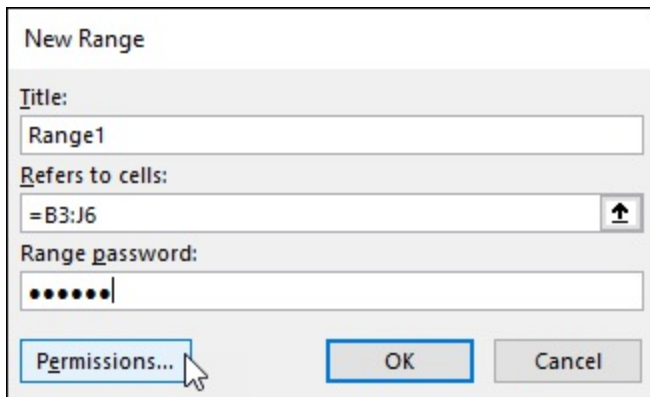 New Range
Title:
Range1
Refers to cells:
=B3:J6
Range password:
●●●●●●
Permissions... OK Cancel